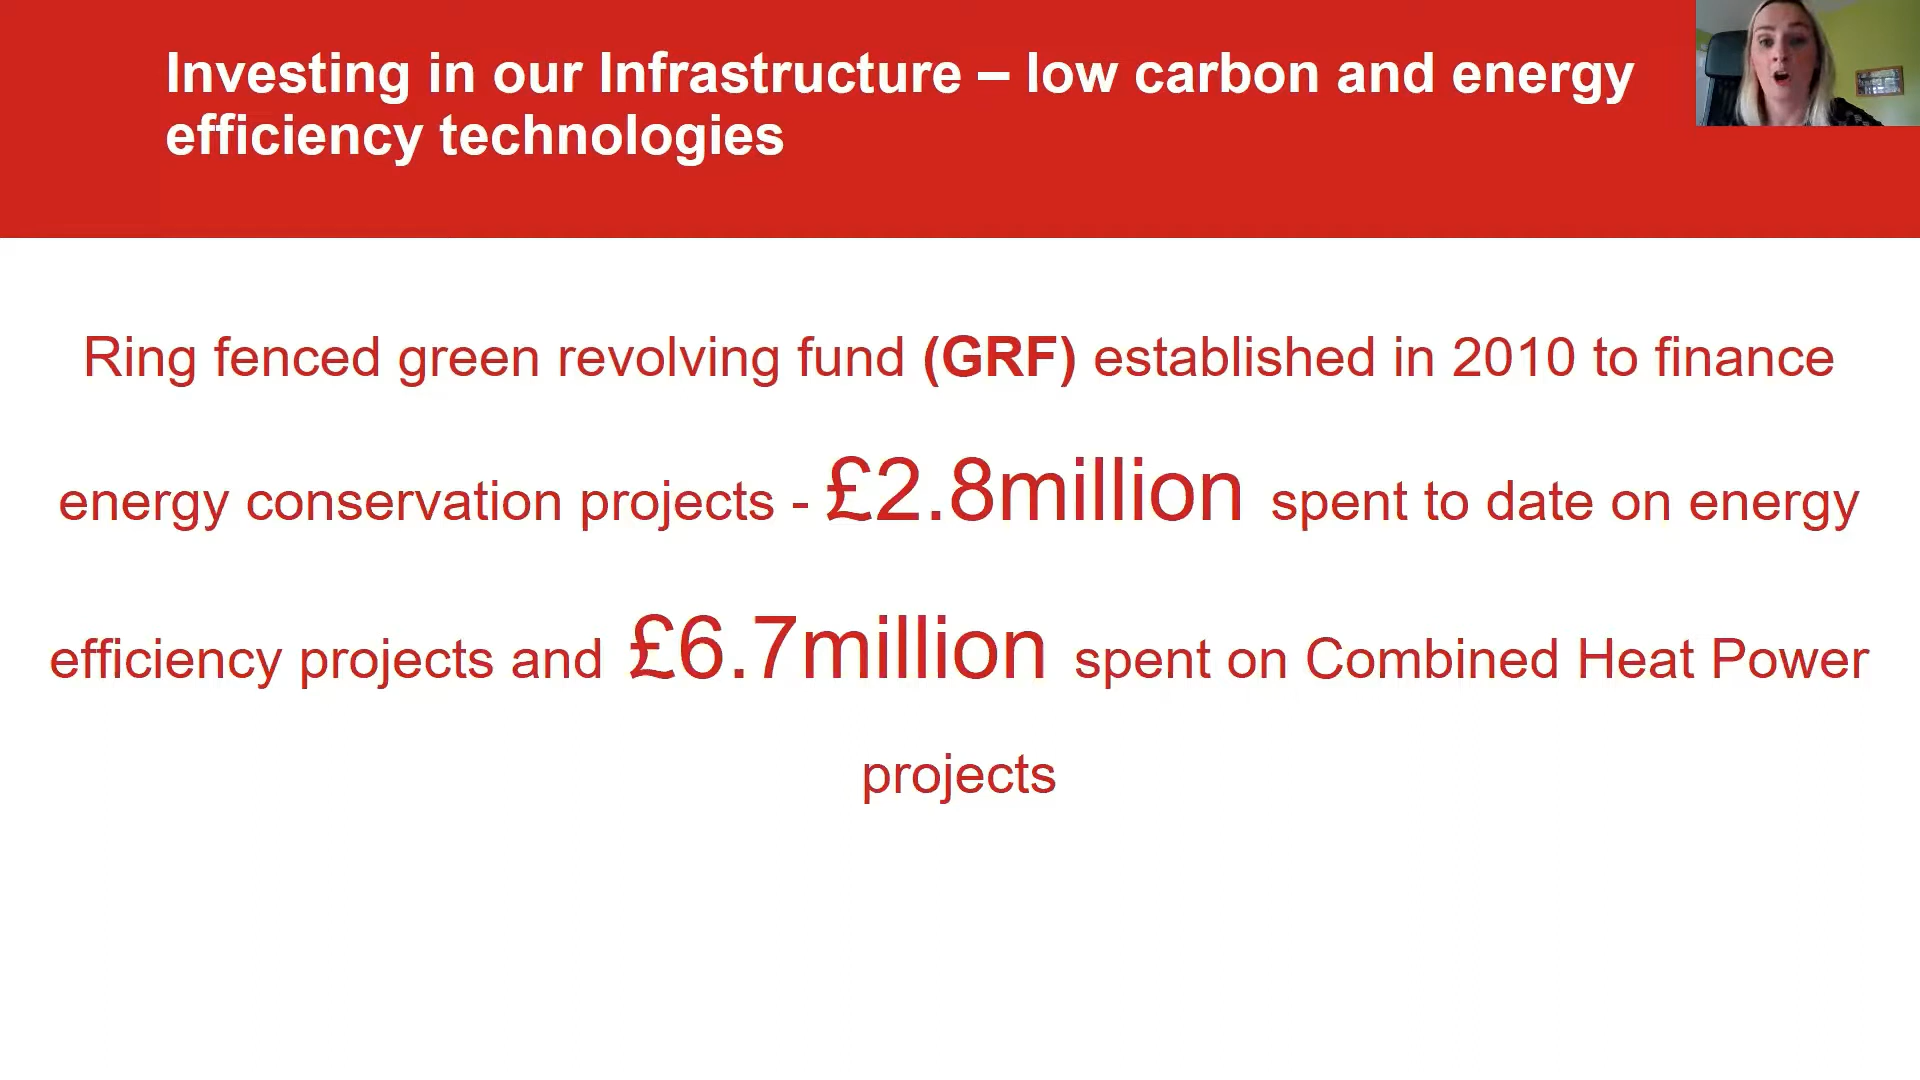 Investing in our Infrastructure – low carbon and energy
efficiency technologies
Ring fenced green revolving fund (GRF) established in 2010 to finance
energy conservation projects - £2.8million spent to date on energy
efficiency projects and £6.7million spent on Combined Heat Power
projects